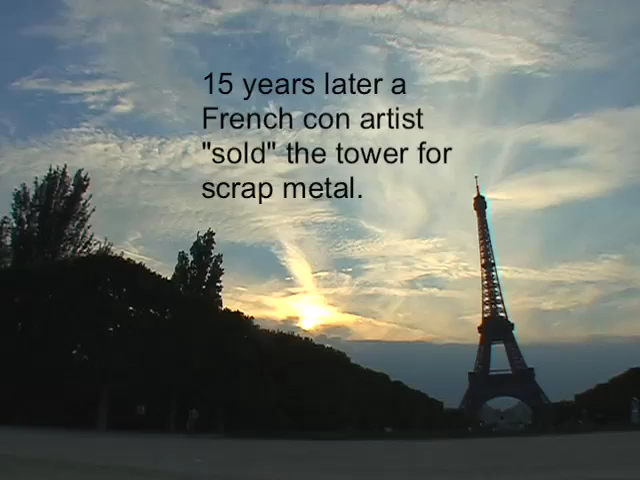 15 years later a
French con artist
"sold" the tower for
scrap metal.